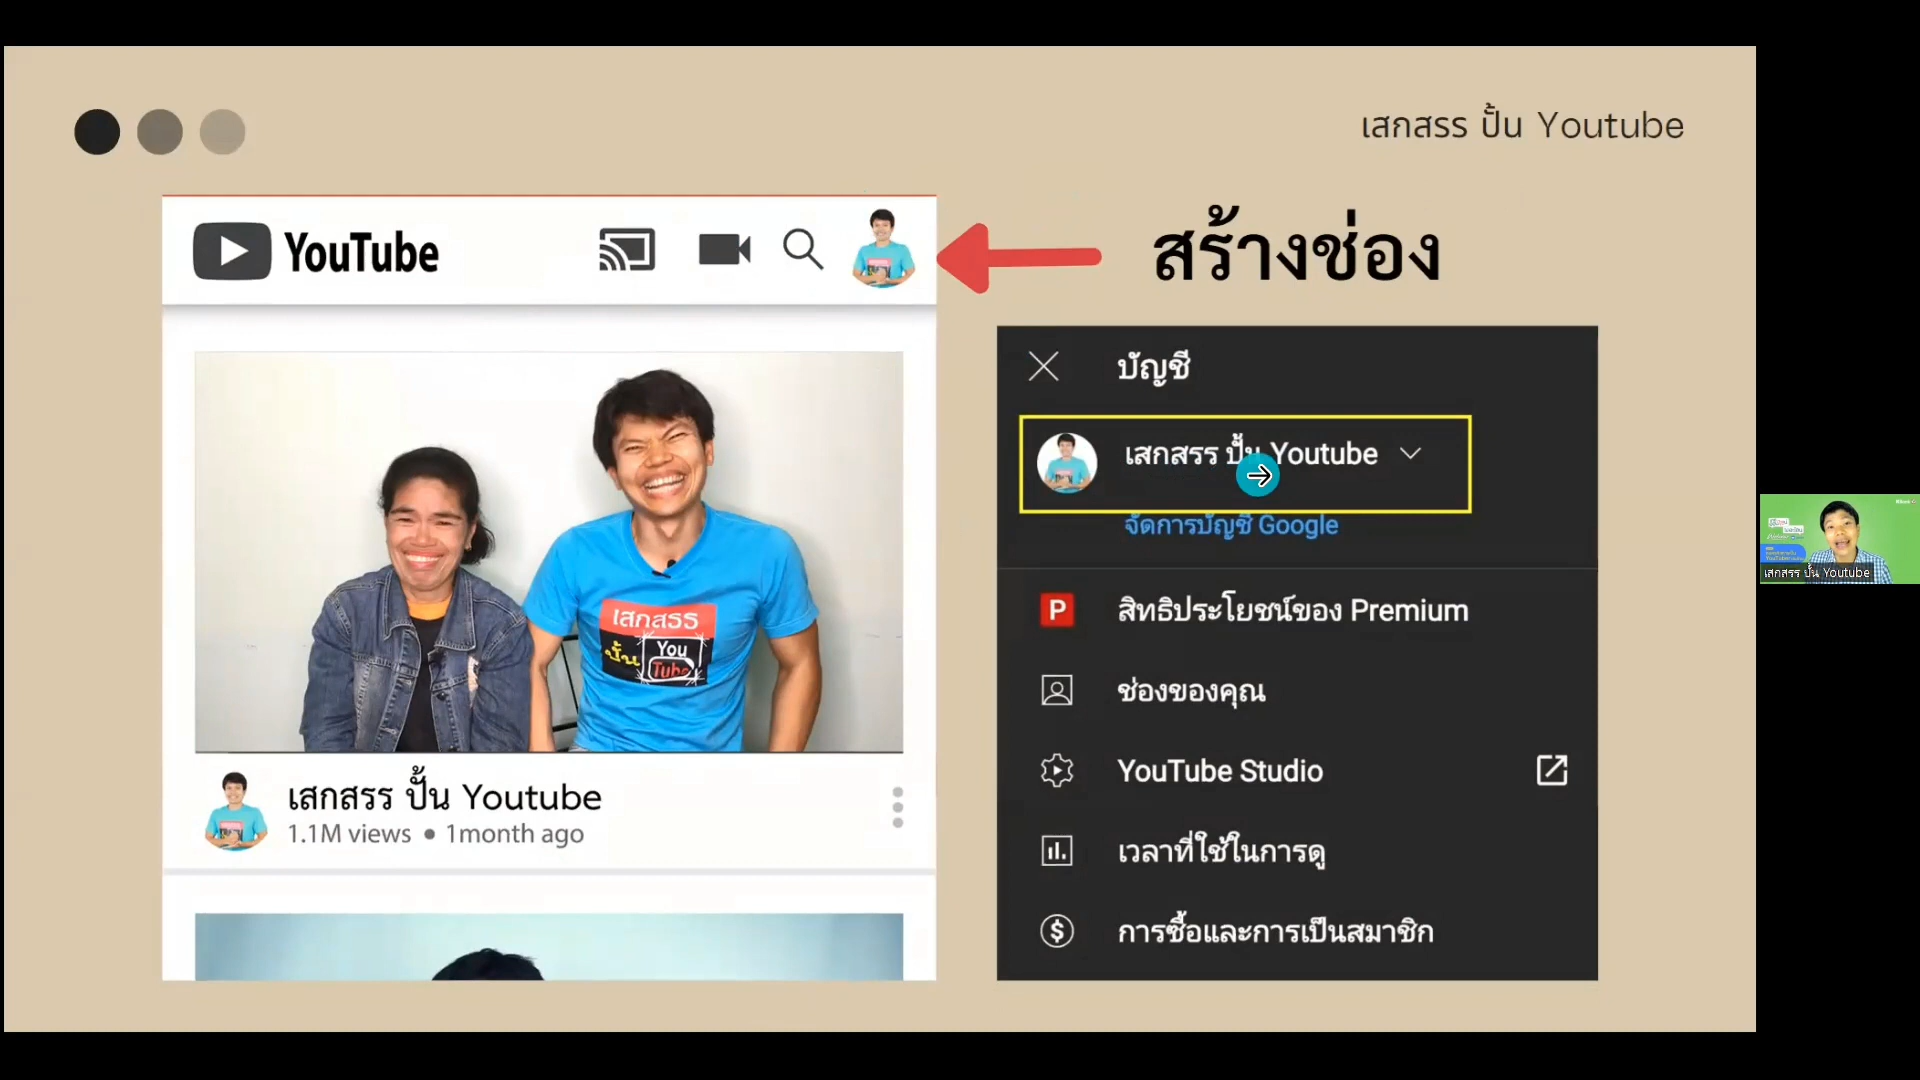 เสกสรร ปั้น Youtube
YouTube
สร้างช่อง
เสกสรร
ปั้น You
Tube
เสกสรร ปั้น Youtube
1.1M views • 1month ago
บัญชี
เสกสรร ปั้น Youtube
จัดการบัญชี Google
P สิทธิประโยชน์ของ Premium
ช่องของคุณ
YouTube Studio
เวลาที่ใช้ในการดู
$ การซื้อและการเป็นสมาชิก
เสกสรร ปั้น Youtube